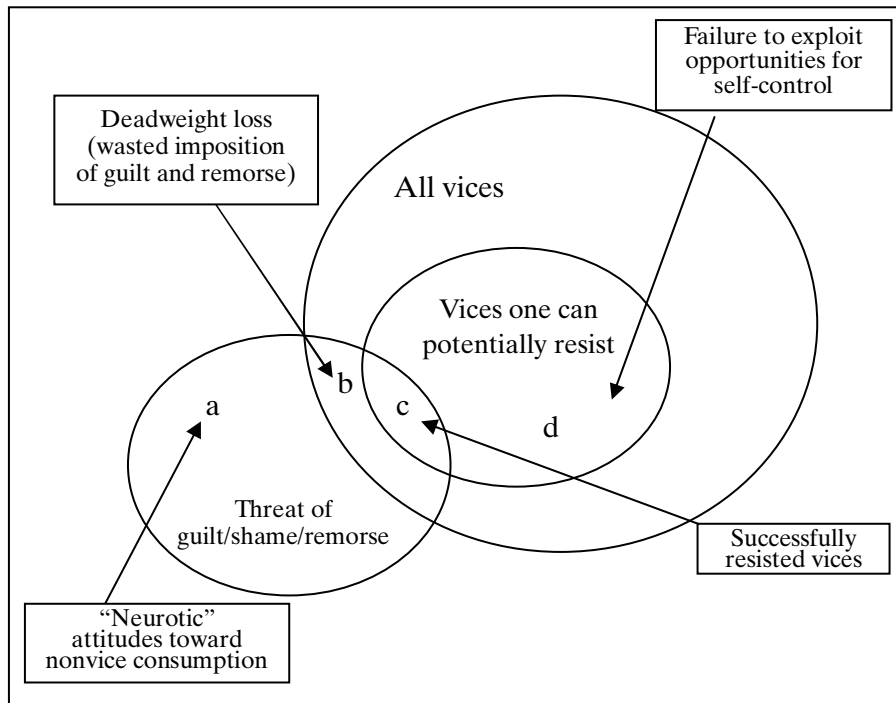 Failure to exploit
opportunities for
self-control
Deadweight loss
(wasted imposition
of guilt and remorse)
All vices
Vices one can
potentially resist
b
a
c
d
Threat of
guilt/shame/remorse
Successfully
resisted vices
“Neurotic”
attitudes toward
nonvice consumption